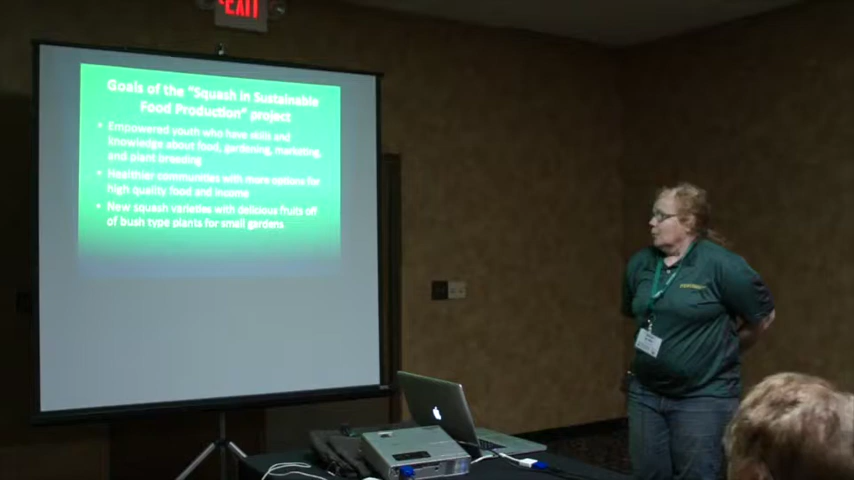 EXIT
Goals of the "Squash in Sustainable
Food Production" project
• Empowered youth who have skills and
knowledge about food, gardening, marketing,
and plant breeding
• Healthier communities with more options for
high quality food and income
• New squash varieties with delicious fruits off
of bush type plants for small gardens